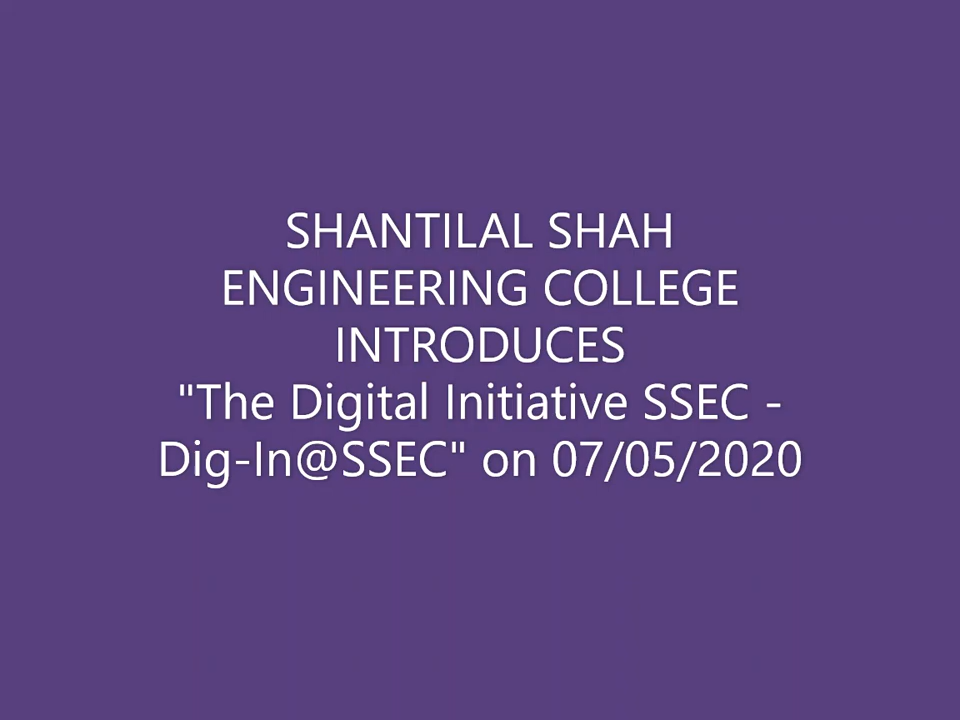 SHANTILAL SHAH
ENGINEERING COLLEGE
INTRODUCES
"The Digital Initiative SSEC -
Dig-In@SSEC" on 07/05/2020